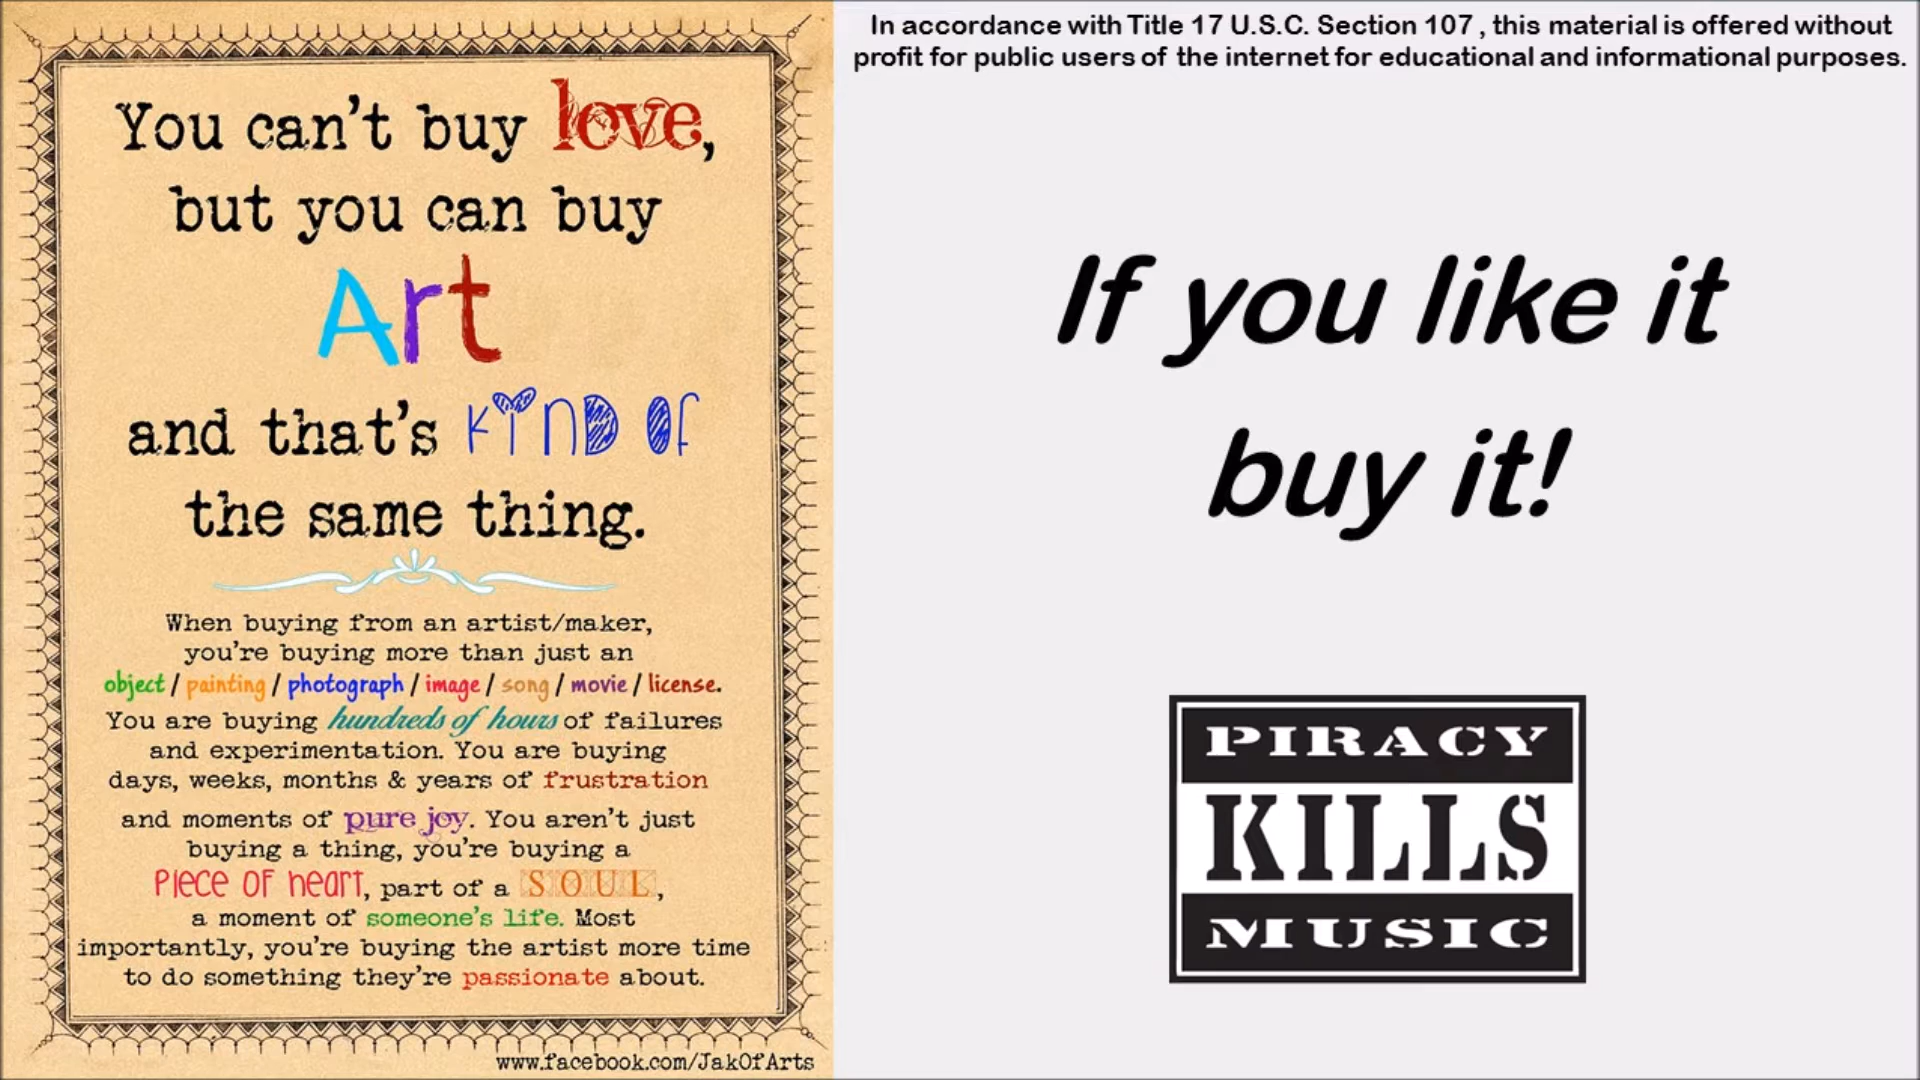 You can't buy love,
but you can buy
Art
and that's kind of
the same thing.
When buying from an artist/maker,
you're buying more than just an
object / painting / photograph / image / song / movie / license.
You are buying hundreds of hours of failures
and experimentation. You are buying
days, weeks, months & years of frustration
and moments of pure joy. You aren't just
buying a thing, you're buying a
piece of heart, part of a SOUL,
a moment of someone's life. Most
importantly, you're buying the artist more time
to do something they're passionate about.
www.facebook.com/JakOfArts
In accordance with Title 17 U.S.C. Section 107, this material is offered without
profit for public users of the internet for educational and informational purposes.
If you like it
buy it!
PIRACY
KILLS
MUSIC